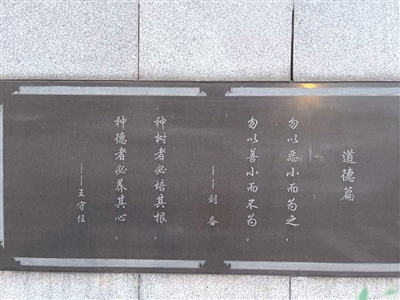 道德篇
勿以恶小而为之，
勿以善小而不为。
——刘备
种树者必培其根，
种德者必养其心。
——王守仁